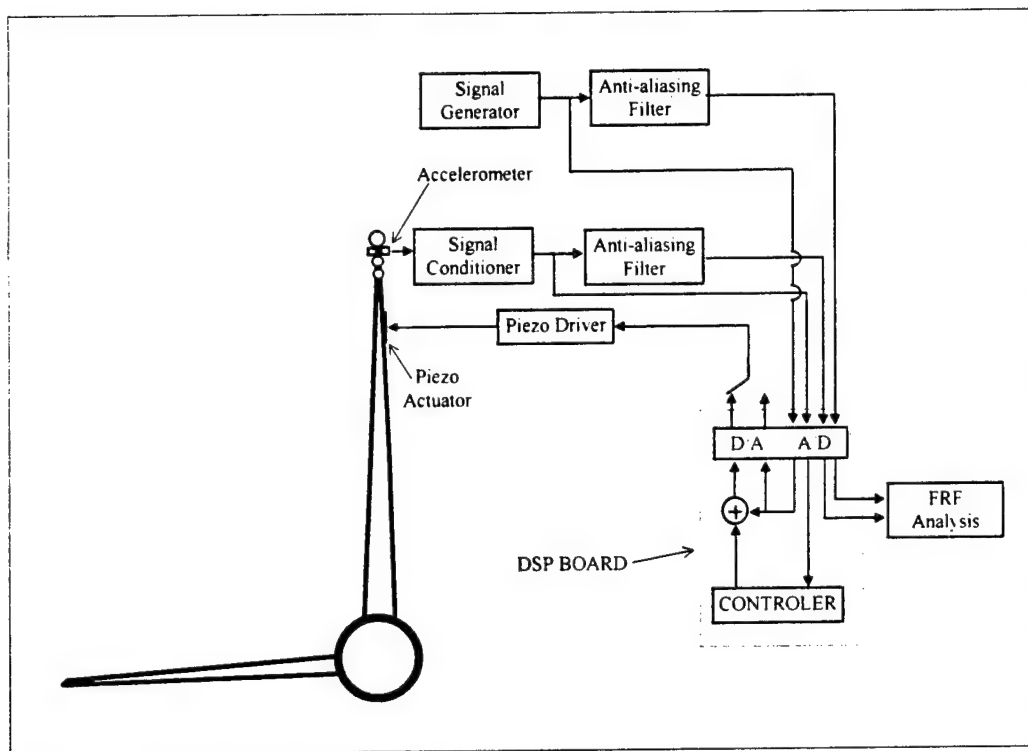 Signal
Generator
Anti-aliasing
Filter
Accelerometer
Signal
Conditioner
Anti-aliasing
Filter
Piezo Driver
Piezo
Actuator
D A A D
+
FRF
Analysis
DSP BOARD
CONTROLER